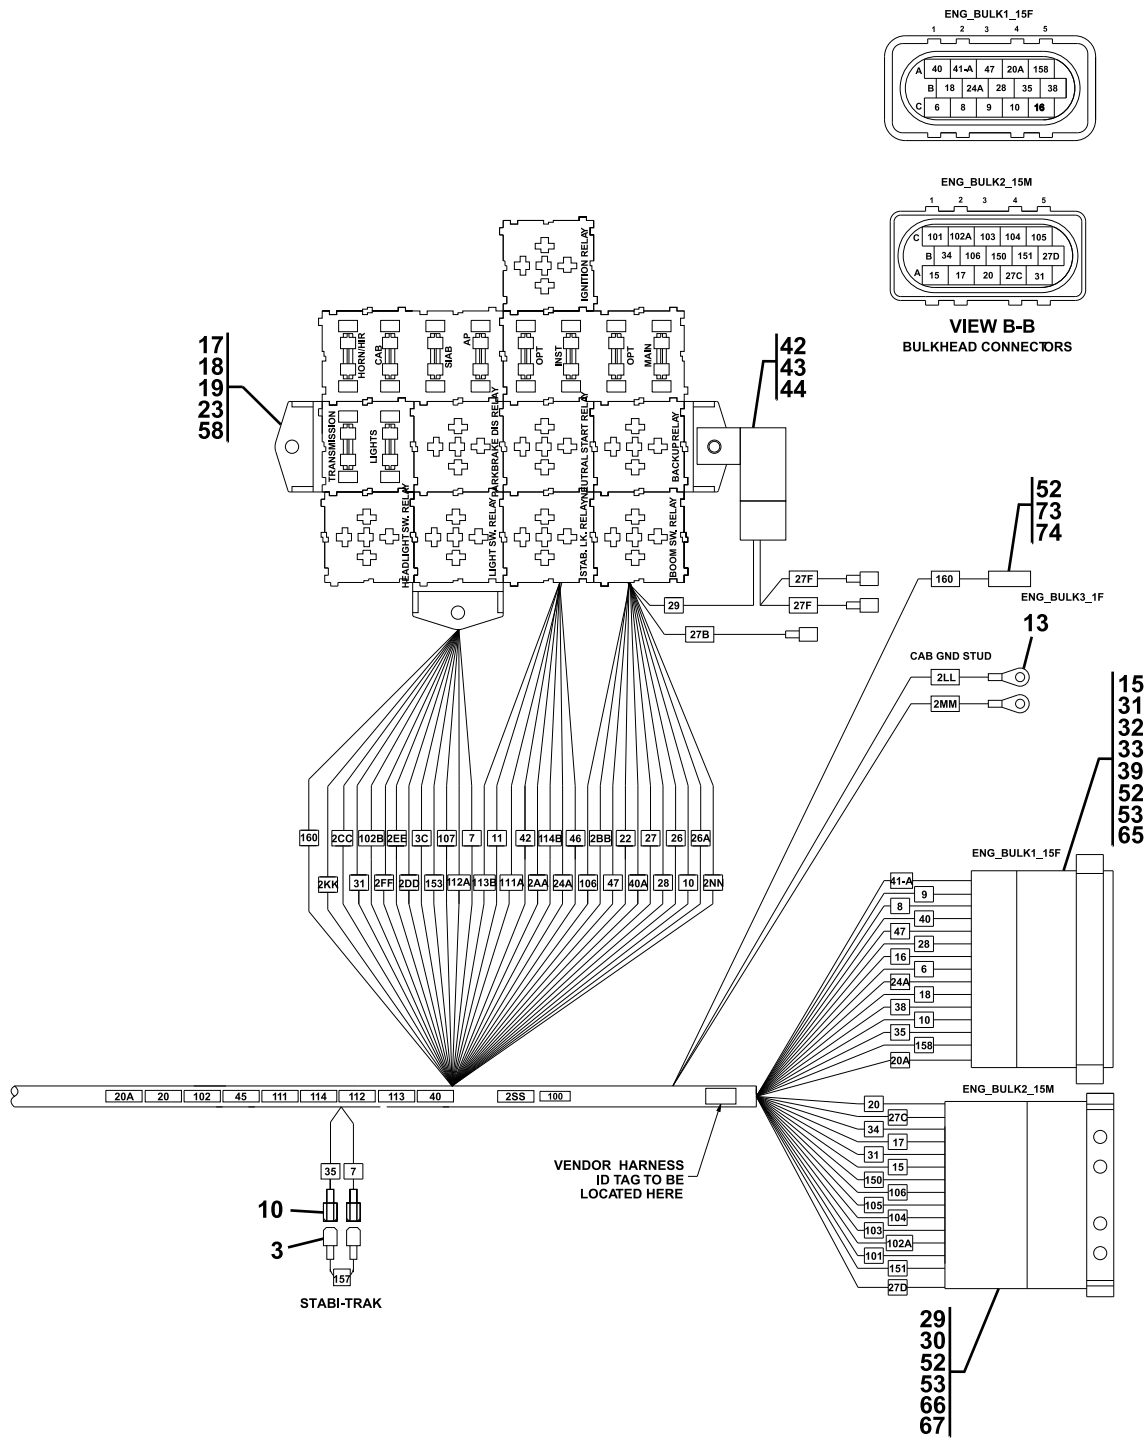 ENG_BULK1_15F
1 2 3 4 5
A 40 41-A 47 20A 158
B 18 24A 28 35 38
C 6 8 9 10 16
ENG_BULK2_15M
1 2 3 4 5
C 101 102A 103 104 105
B 34 106 150 151 27D
A 15 17 20 27C 31
VIEW B-B
BULKHEAD CONNECTORS
IGNITION RELAY
HORN/HIR
CAB
SIAB
AP
OPT
INST
OPT
MAIN
TRANSMISSION
LIGHTS
PARKBRAKE DIS RELAY
NEUTRAL START RELAY
BACKUP RELAY
HEADLIGHT SW. RELAY
LIGHT SW. RELAY
STAB. LK. RELAY
BOOM SW. RELAY
17
18
19
23
58
42
43
44
52
73
74
27F
27F
29
27B
160
ENG_BULK3_1F
13
CAB GND STUD
2LL
2MM
15
31
32
33
39
52
53
65
160 2CC 102B 2EE 3C 107 7 11 42 114B 46 2BB 22 27 26 26A
2KK 31 2FF 2DD 153 112A 113B 111A 2AA 24A 106 47 40A 28 10 2NN
ENG_BULK1_15F
41-A
9
8
40
47
28
16
6
24A
18
38
10
35
158
20A
20A 20 102 45 111 114 112 113 40 2SS 100
ENG_BULK2_15M
20
27C
34
17
31
15
150
106
105
104
103
102A
101
151
27D
VENDOR HARNESS
ID TAG TO BE
LOCATED HERE
35 7
10
3
157
STABI-TRAK
29
30
52
53
66
67